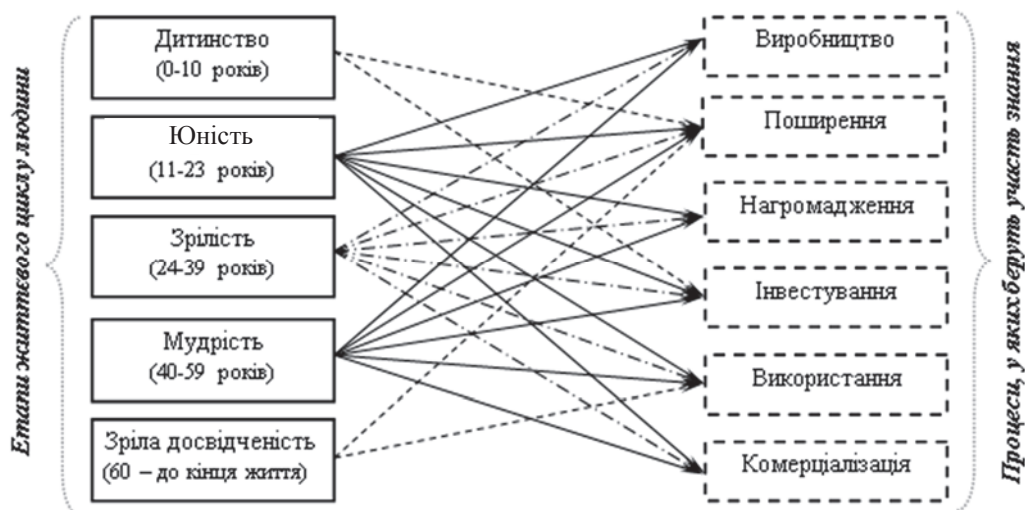 Етапи життєвого циклу людини
Дитинство
(0-10 років)
Юність
(11-23 років)
Зрілість
(24-39 років)
Мудрість
(40-59 років)
Зріла досвідченість
(60 – до кінця життя)
Виробництво
Поширення
Нагромадження
Інвестування
Використання
Комерціалізація
Процеси, у яких беруть участь знання